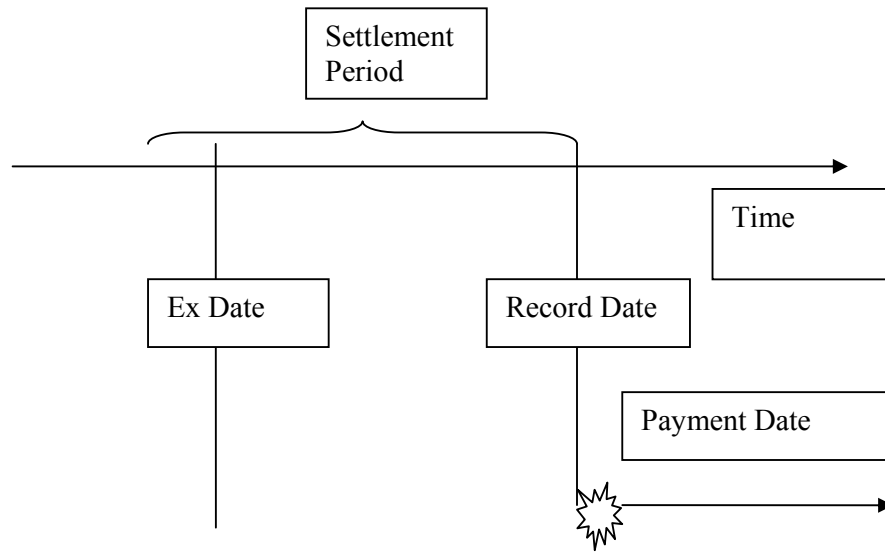 Settlement
Period
Time
Ex Date
Record Date
Payment Date